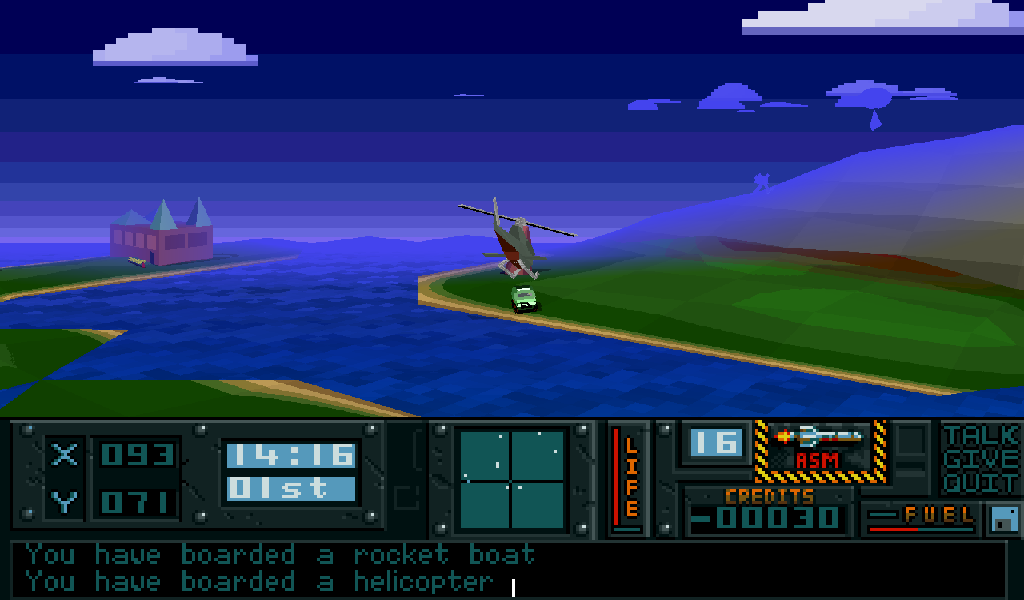 X 093
Y 071
14:16
01st
LIFE
16
ASM
CREDITS
-00030
FUEL
TALK
GIVE
QUIT
You have boarded a rocket boat
You have boarded a helicopter